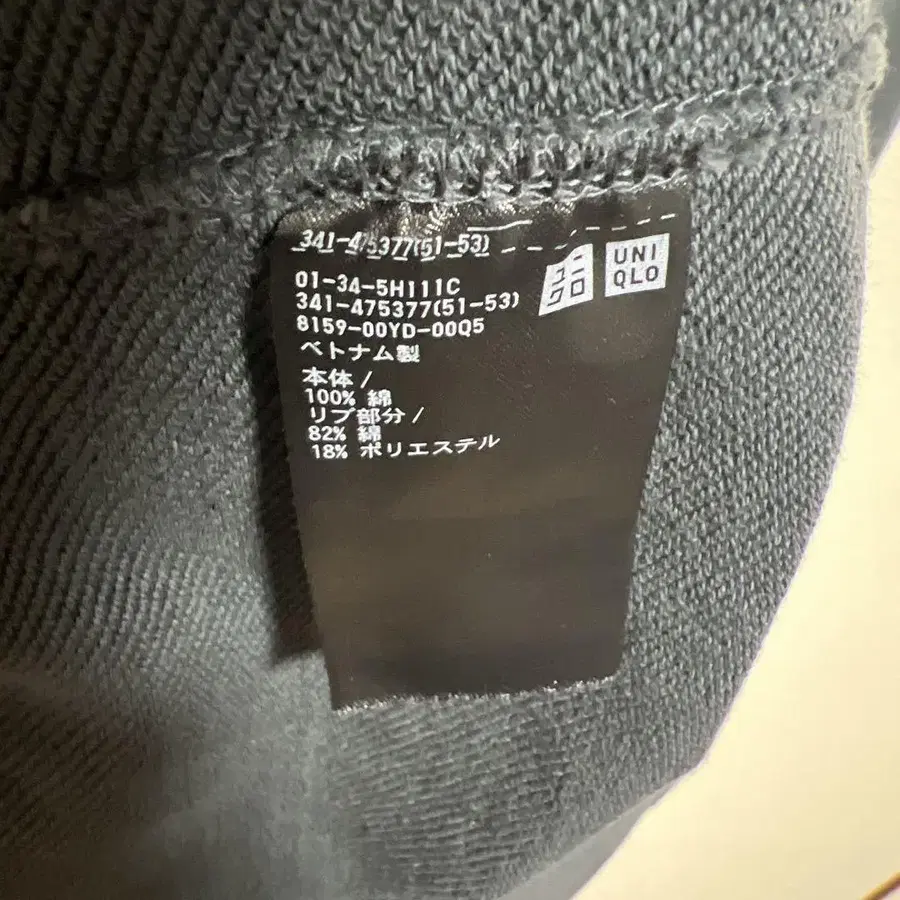 341-475377(51-53)
ユニ
クロ
UNI
QLO
01-34-5H111C
341-475377(51-53)
8159-00YD-00Q5
ベトナム製
本体 /
100% 綿
リブ部分 /
82% 綿
18% ポリエステル